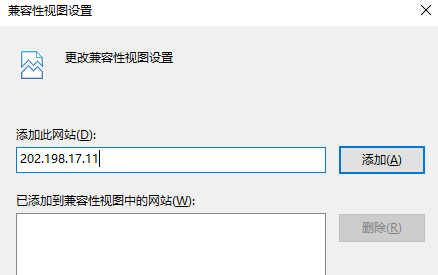 兼容性视图设置
更改兼容性视图设置
添加此网站(D):
202.198.17.11
添加(A)
已添加到兼容性视图中的网站(W):
删除(R)